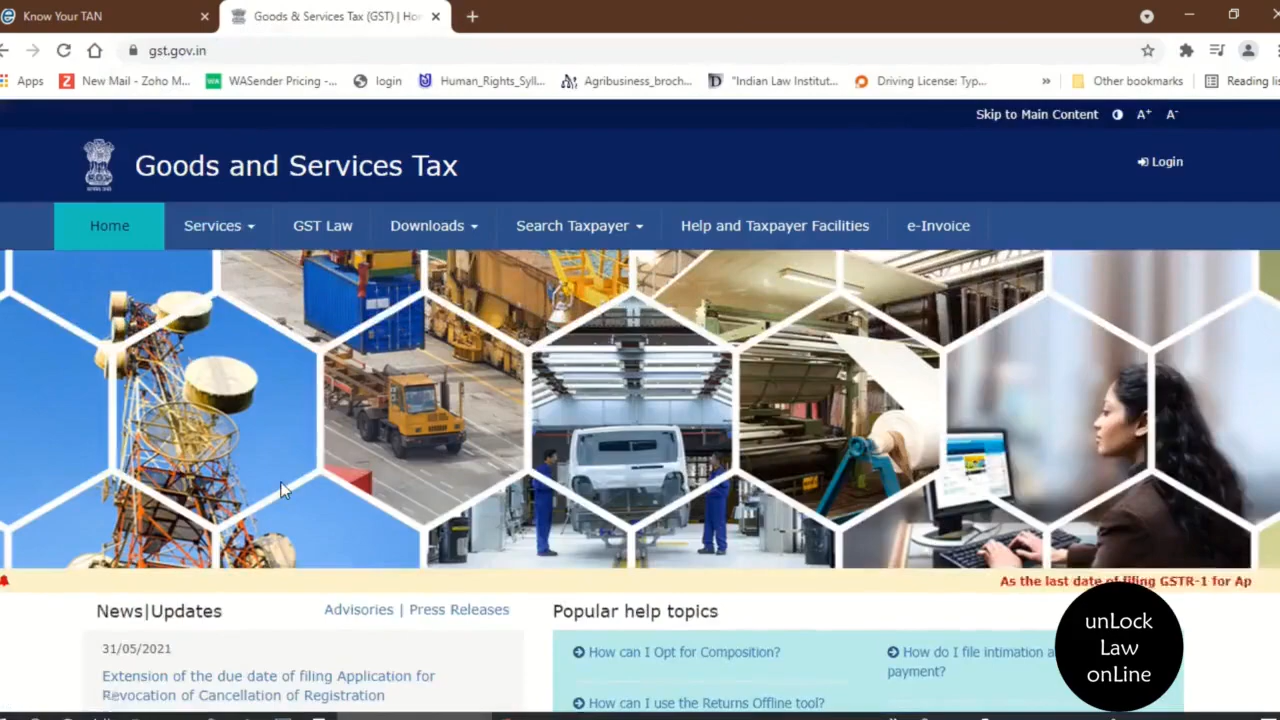 Know Your TAN
Goods & Services Tax (GST) | Ho
gst.gov.in
Apps
New Mail - Zoho M...
WA
WASender Pricing -...
login
Human_Rights_Syll...
Agribusiness_broch...
"Indian Law Institut...
Driving License: Typ...
»
Other bookmarks
Reading lis
Skip to Main Content
A+
A-
Goods and Services Tax
Login
Home
Services
GST Law
Downloads
Search Taxpayer
Help and Taxpayer Facilities
e-Invoice
As the last date of filing GSTR-1 for Ap
News|Updates
Advisories | Press Releases
Popular help topics
31/05/2021
Extension of the due date of filing Application for
Revocation of Cancellation of Registration
How can I Opt for Composition?
How can I use the Returns Offline tool?
How do I file intimation a
payment?
unLock
Law
onLine